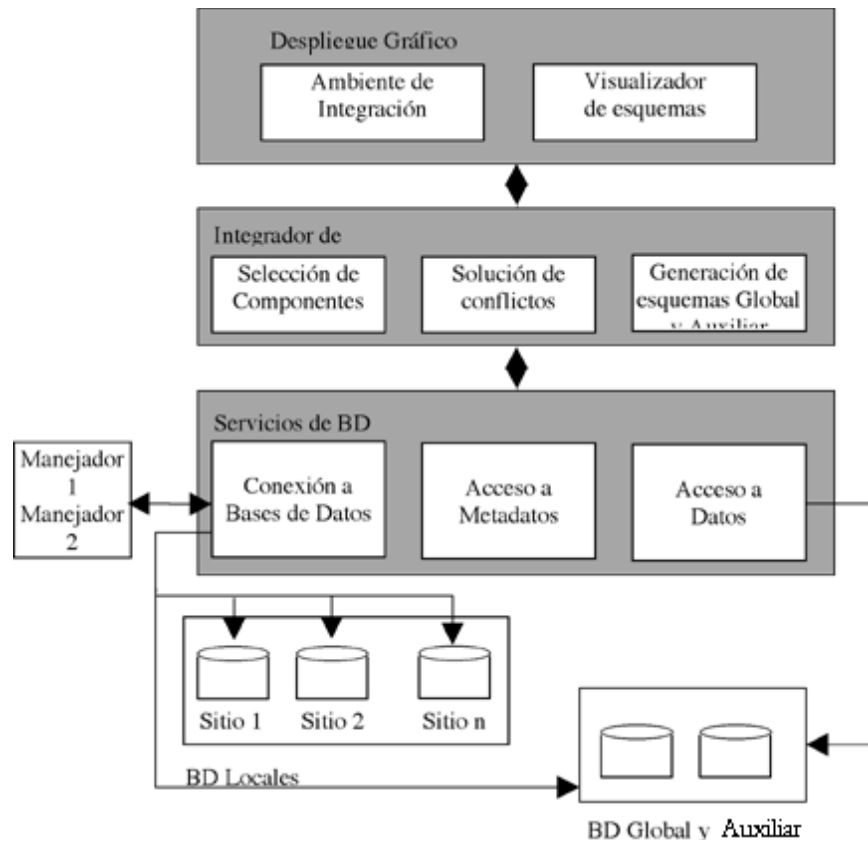 Despliegue Gráfico
Ambiente de
Integración
Visualizador
de esquemas
Integrador de
Selección de
Componentes
Solución de
conflictos
Generación de
esquemas Global
y Auxiliar
Servicios de BD
Manejador
1
Manejador
2
Conexión a
Bases de Datos
Acceso a
Metadatos
Acceso a
Datos
Sitio 1
Sitio 2
Sitio n
BD Locales
BD Global y Auxiliar